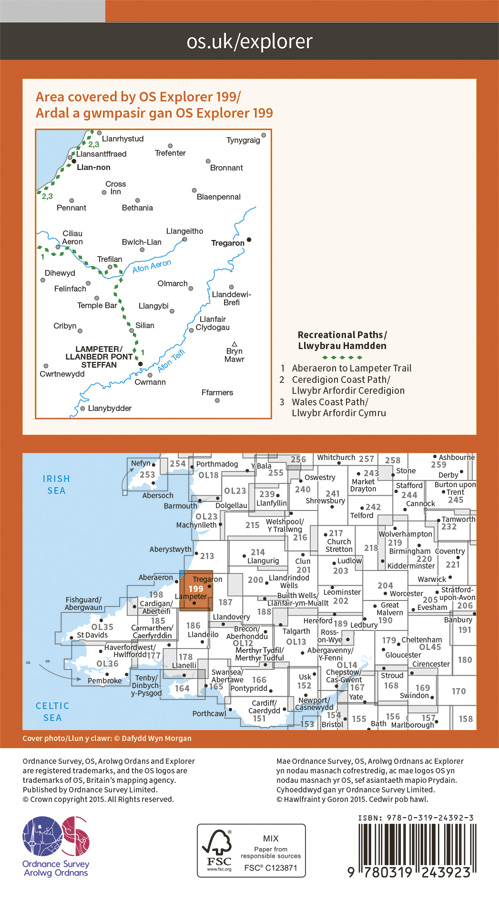 os.uk/explorer
Area covered by OS Explorer 199/
Ardal a gwmpasir gan OS Explorer 199
2,3
Llanrhystud
Tynygraig
Llansantffraed
Trefenter
Llan-non
Bronnant
Cross
Inn
2,3
Blaenpennal
Pennant
Bethania
Ciliau
Aeron
Llangeitho
Bwlch-Llan
Tregaron
1
Trefilan
Afon Aeron
Dihewyd
Felinfach
Olmarch
Llanddewi-
Brefi
Temple Bar
Llangybi
Cribyn
Silian
Llanfair
Clydogau
LAMPETER/
LLANBEDR PONT
STEFFAN
1
Afon Teifi
Bryn
Mawr
Cwrtnewydd
Cwmann
Ffarmers
Llanybydder
Recreational Paths/
Llwybrau Hamdden
1 Aberaeron to Lampeter Trail
2 Ceredigion Coast Path/
Llwybr Arfordir Ceredigion
3 Wales Coast Path/
Llwybr Arfordir Cymru
IRISH
SEA
Nefyn
253
254
Porthmadog
OL18
Y Bala
255
256
Whitchurch
257
258
Stone
Ashbourne
259
Derby
Abersoch
OL23
Barmouth
Dolgellau
239
Llanfyllin
Oswestry
240
Shrewsbury
241
243
Market
Drayton
242
Telford
Stafford
244
Cannock
Burton upon
Trent
245
OL23
Machynlleth
215
Welshpool/
Y Trallwng
216
217
Church
Stretton
218
Wolverhampton
219
Birmingham
220
Kidderminster
Tamworth
232
Coventry
221
Aberystwyth
213
214
Llangurig
Clun
201
Ludlow
203
Aberaeron
Tregaron
199
Lampeter
200
Llandrindod
Wells
Builth Wells/
Llanfair-ym-Muallt
Leominster
202
204
Worcester
Warwick
205
Stratford-
upon-Avon
206
198
Cardigan/
Aberteifi
187
188
Hereford
189
Ledbury
Great
Malvern
190
Evesham
Banbury
191
Fishguard/
Abergwaun
OL35
St Davids
185
Carmarthen/
Caerfyrddin
186
Llandeilo
Llandovery
Brecon/
Aberhonddu
OL12
Merthyr Tydfil/
Merthyr Tudful
Talgarth
OL13
Abergavenny/
Y-Fenni
Ross-
on-Wye
OL14
179
Cheltenham
OL45
Gloucester
Cirencester
180
Haverfordwest/
Hwlffordd
OL36
Pembroke
177
178
Llanelli
Tenby/
Dinbych
-y-Pysgod
164
165
Swansea/
Abertawe
166
Pontypridd
Usk
152
Chepstow/
Cas-Gwent
167
Yate
Stroud
168
169
Swindon
170
CELTIC
SEA
Porthcawl
Cardiff/
Caerdydd
151
Newport/
Casnewydd
153
154
Bristol
155
Bath
156
Marlborough
157
158
Cover photo/Llun y clawr: © Dafydd Wyn Morgan
Ordnance Survey, OS, Arolwg Ordans and Explorer
are registered trademarks, and the OS logos are
trademarks of OS, Britain's mapping agency.
Published by Ordnance Survey Limited.
© Crown copyright 2015. All Rights reserved.
Mae Ordnance Survey, OS, Arolwg Ordnans ac Explorer
yn nodau masnach cofrestredig, ac mae logos OS yn
nodau masnach yr OS, sef asiantaeth mapio Prydain.
Cyhoeddwyd gan yr Ordnance Survey Limited.
© Hawlfraint y Goron 2015. Cedwir pob hawl.
OS
Ordnance Survey
Arolwg Ordnans
FSC
www.fsc.org
MIX
Paper from
responsible sources
FSC® C123871
ISBN: 978-0-319-24392-3
9 780319 243923